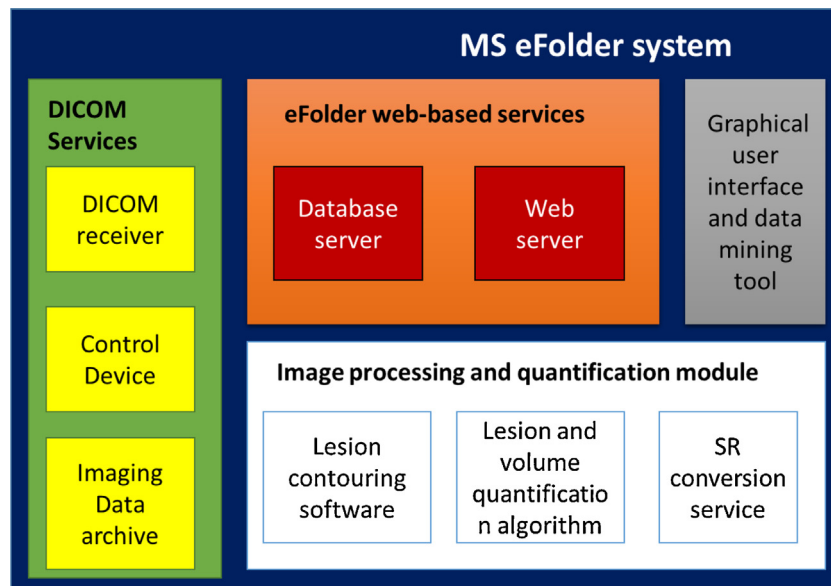 MS eFolder system
DICOM
Services
DICOM
receiver
Control
Device
Imaging
Data
archive
eFolder web-based services
Database
server
Web
server
Graphical
user
interface
and data
mining
tool
Image processing and quantification module
Lesion
contouring
software
Lesion and
volume
quantificatio
n algorithm
SR
conversion
service